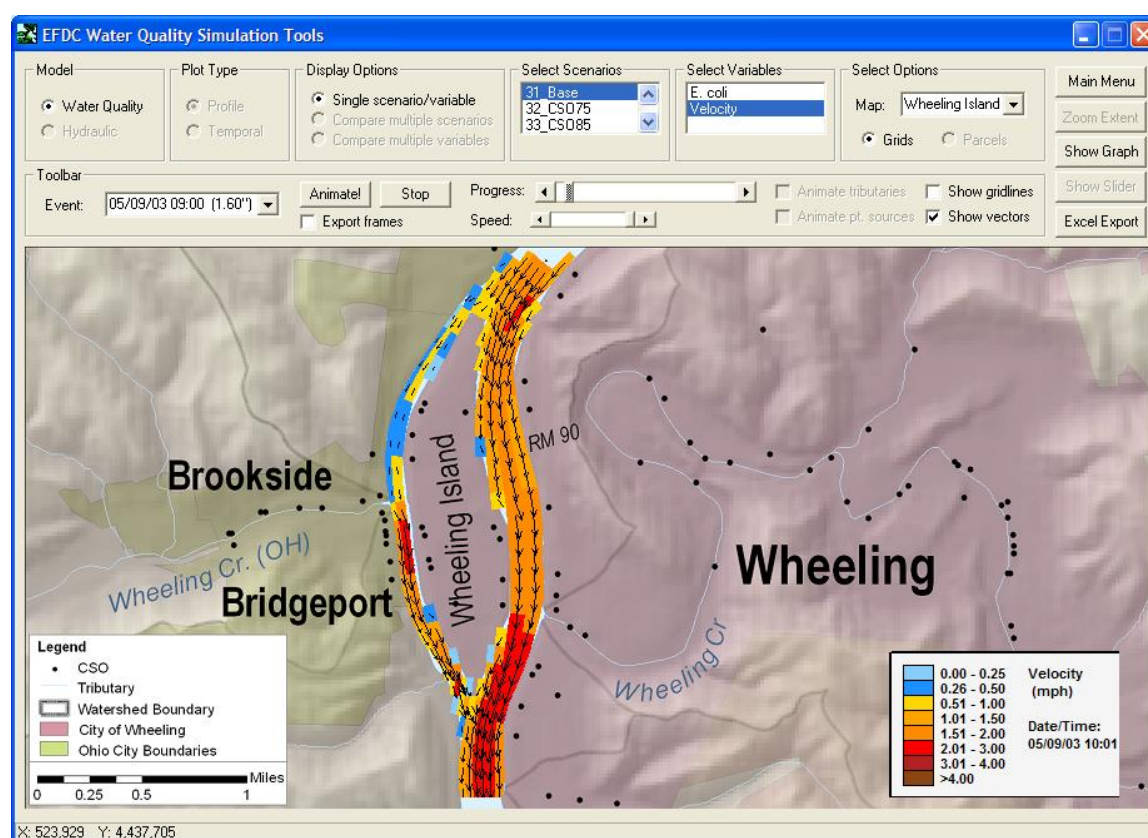 EFDC Water Quality Simulation Tools
Model
Water Quality
Hydraulic
Plot Type
Profile
Temporal
Display Options
Single scenario/variable
Compare multiple scenarios
Compare multiple variables
Select Scenarios
31_Base
32_CSO75
33_CSO85
Select Variables
E. coli
Velocity
Select Options
Map: Wheeling Island
Grids Parcels
Main Menu
Zoom Extent
Show Graph
Show Slider
Excel Export
Toolbar
Event: 05/09/03 09:00 (1.60")
Animate! Stop
Export frames
Progress:
Speed:
Animate tributaries
Animate pt. sources
Show gridlines
Show vectors
Brookside
Wheeling Cr. (OH)
Bridgeport
Wheeling Island
RM 90
Wheeling
Wheeling Cr
Legend
CSO
Tributary
Watershed Boundary
City of Wheeling
Ohio City Boundaries
Miles
0 0.25 0.5 1
0.00 - 0.25
0.26 - 0.50
0.51 - 1.00
1.01 - 1.50
1.51 - 2.00
2.01 - 3.00
3.01 - 4.00
>4.00
Velocity
(mph)
Date/Time:
05/09/03 10:01
X: 523,929 Y: 4,437,705